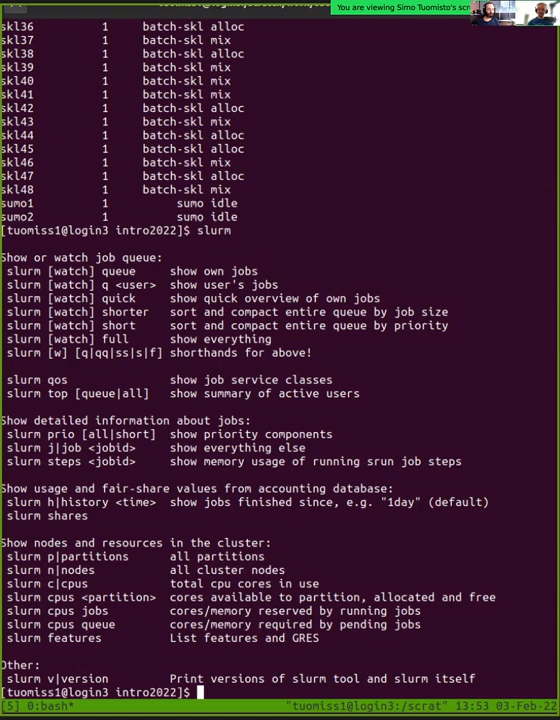 You are viewing Simo Tuomisto's scr
skl36 1 batch-skl alloc
skl37 1 batch-skl mix
skl38 1 batch-skl alloc
skl39 1 batch-skl mix
skl40 1 batch-skl mix
skl41 1 batch-skl mix
skl42 1 batch-skl alloc
skl43 1 batch-skl mix
skl44 1 batch-skl alloc
skl45 1 batch-skl alloc
skl46 1 batch-skl mix
skl47 1 batch-skl alloc
skl48 1 batch-skl mix
sumo1 1 sumo idle
sumo2 1 sumo idle
[tuomiss1@login3 intro2022]$ slurm
Show or watch job queue:
slurm [watch] queue show own jobs
slurm [watch] q <user> show user's jobs
slurm [watch] quick show quick overview of own jobs
slurm [watch] shorter sort and compact entire queue by job size
slurm [watch] short sort and compact entire queue by priority
slurm [watch] full show everything
slurm [w] [q|qq|ss|s|f] shorthands for above!
slurm qos show job service classes
slurm top [queue|all] show summary of active users
Show detailed information about jobs:
slurm prio [all|short] show priority components
slurm j|job <jobid> show everything else
slurm steps <jobid> show memory usage of running srun job steps
Show usage and fair-share values from accounting database:
slurm h|history <time> show jobs finished since, e.g. "1day" (default)
slurm shares
Show nodes and resources in the cluster:
slurm p|partitions all partitions
slurm n|nodes all cluster nodes
slurm c|cpus total cpu cores in use
slurm cpus <partition> cores available to partition, allocated and free
slurm cpus jobs cores/memory reserved by running jobs
slurm cpus queue cores/memory required by pending jobs
slurm features List features and GRES
Other:
slurm v|version Print versions of slurm tool and slurm itself
[tuomiss1@login3 intro2022]$
[5] 0:bash* "tuomiss1@login3:/scrat" 13:53 03-Feb-22